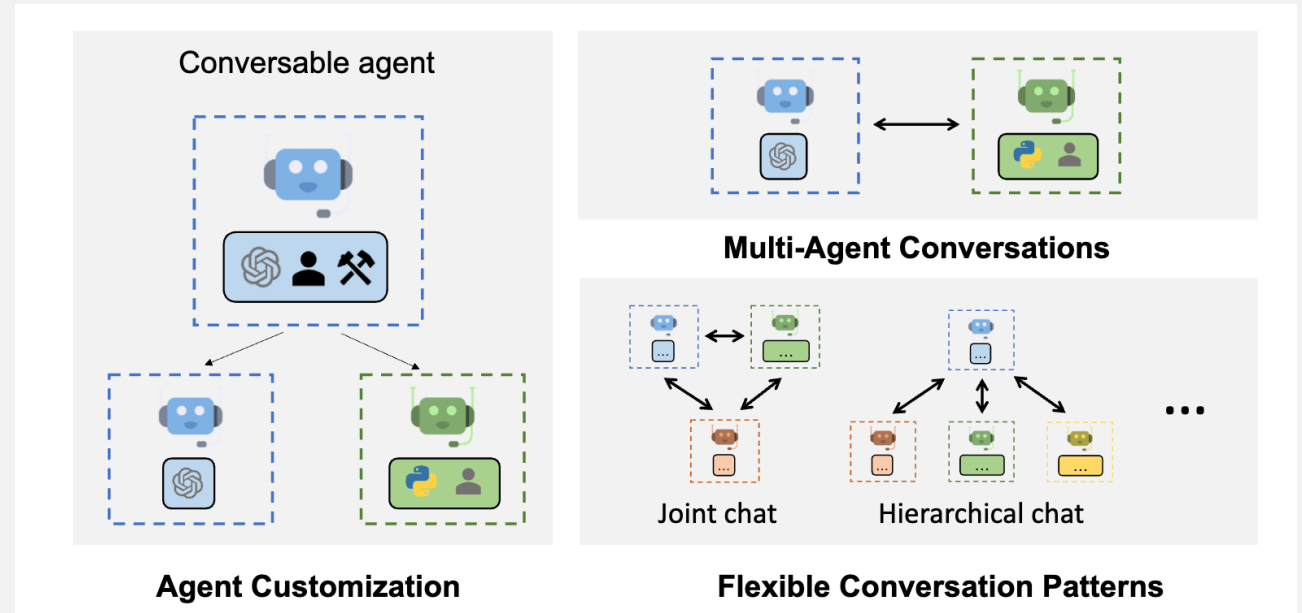 Conversable agent
Agent Customization
Multi-Agent Conversations
...
...
...
Joint chat
...
...
...
...
Hierarchical chat
...
Flexible Conversation Patterns